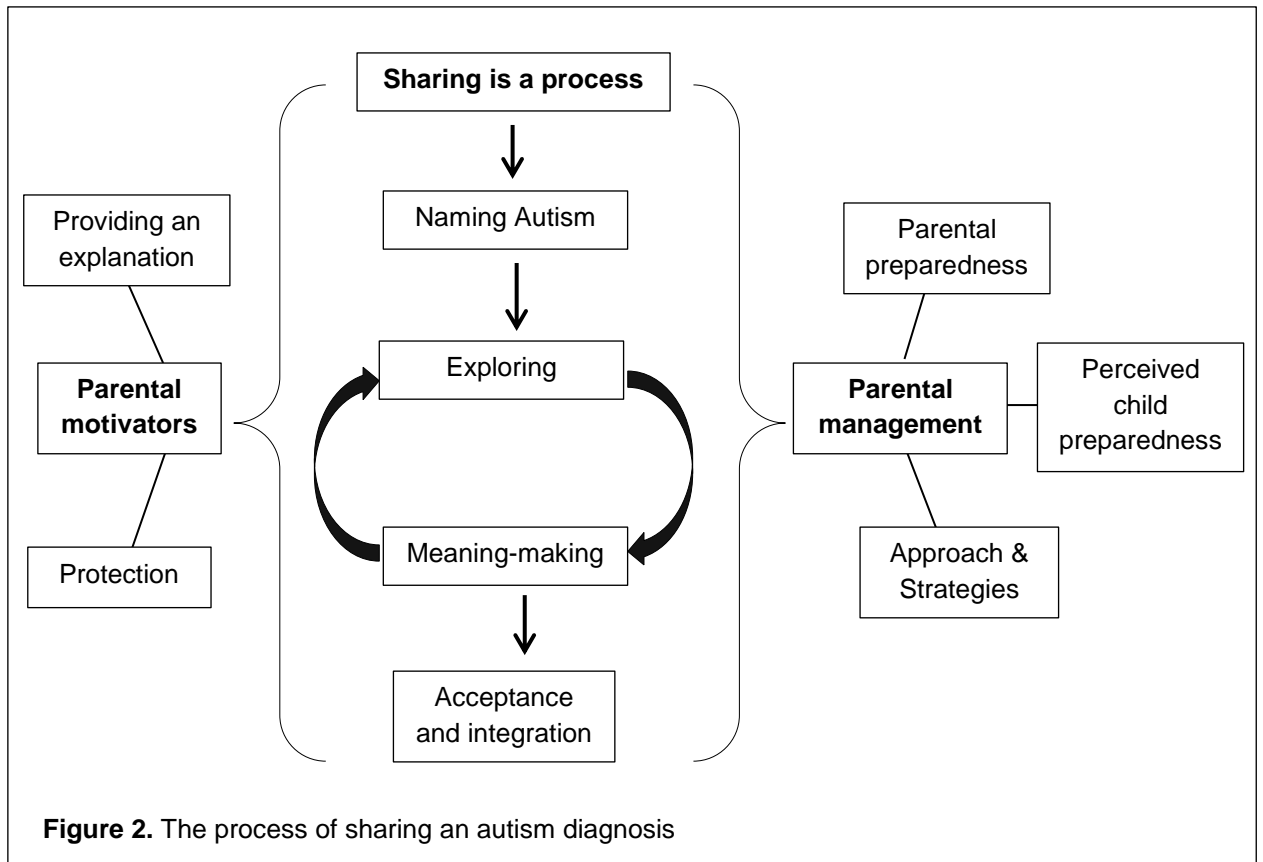 Sharing is a process
Naming Autism
Exploring
Meaning-making
Acceptance
and integration
Providing an
explanation
Parental
motivators
Protection
Parental
preparedness
Parental
management
Perceived
child
preparedness
Approach &
Strategies
Figure 2. The process of sharing an autism diagnosis